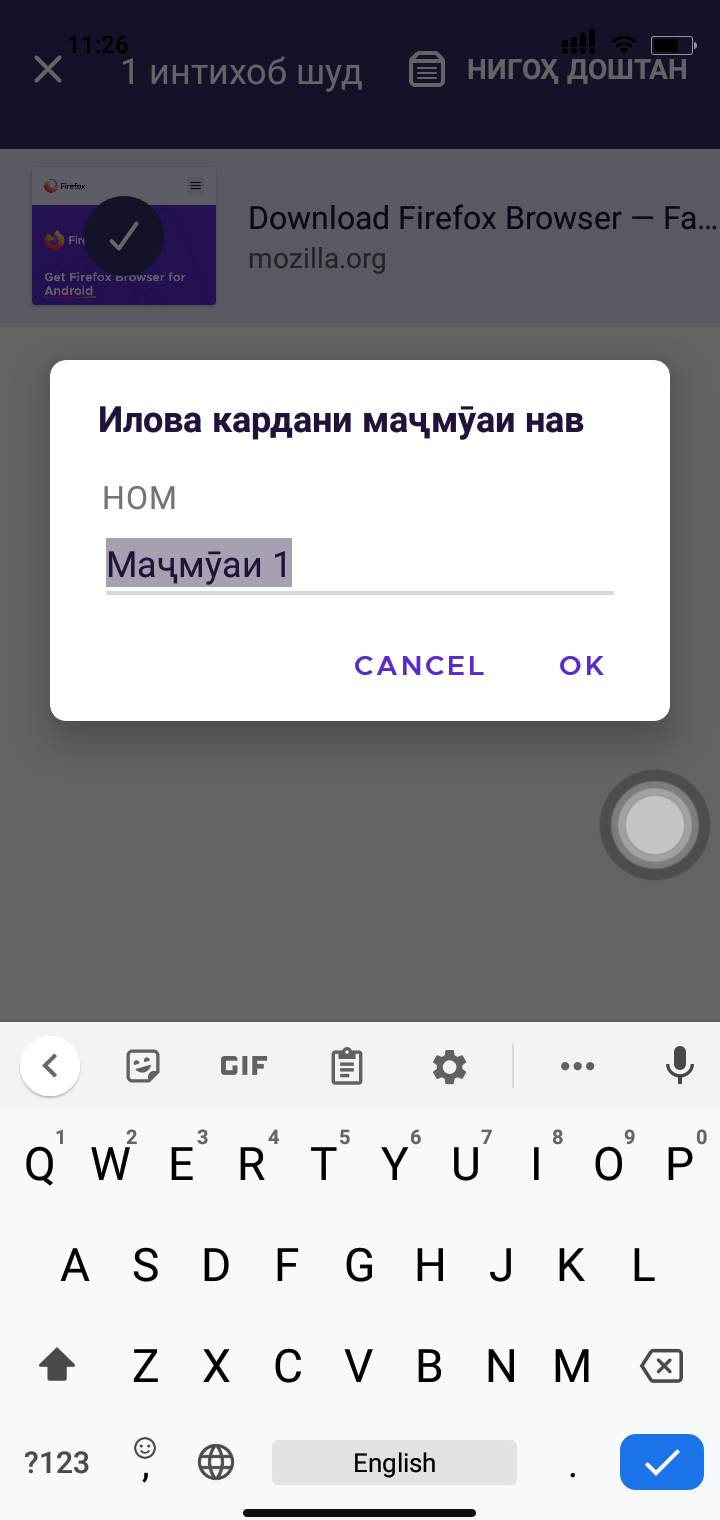 11:26
1 интихоб шуд
НИГОҲ ДОШТАН
Firefox
Fire
Get Firefox Browser for
Android
Download Firefox Browser — Fa...
mozilla.org
Илова кардани маҷмӯаи нав
НОМ
Маҷмӯаи 1
CANCEL OK
GIF
1 2 3 4 5 6 7 8 9 0
Q W E R T Y U I O P
A S D F G H J K L
Z X C V B N M
?123 , English .